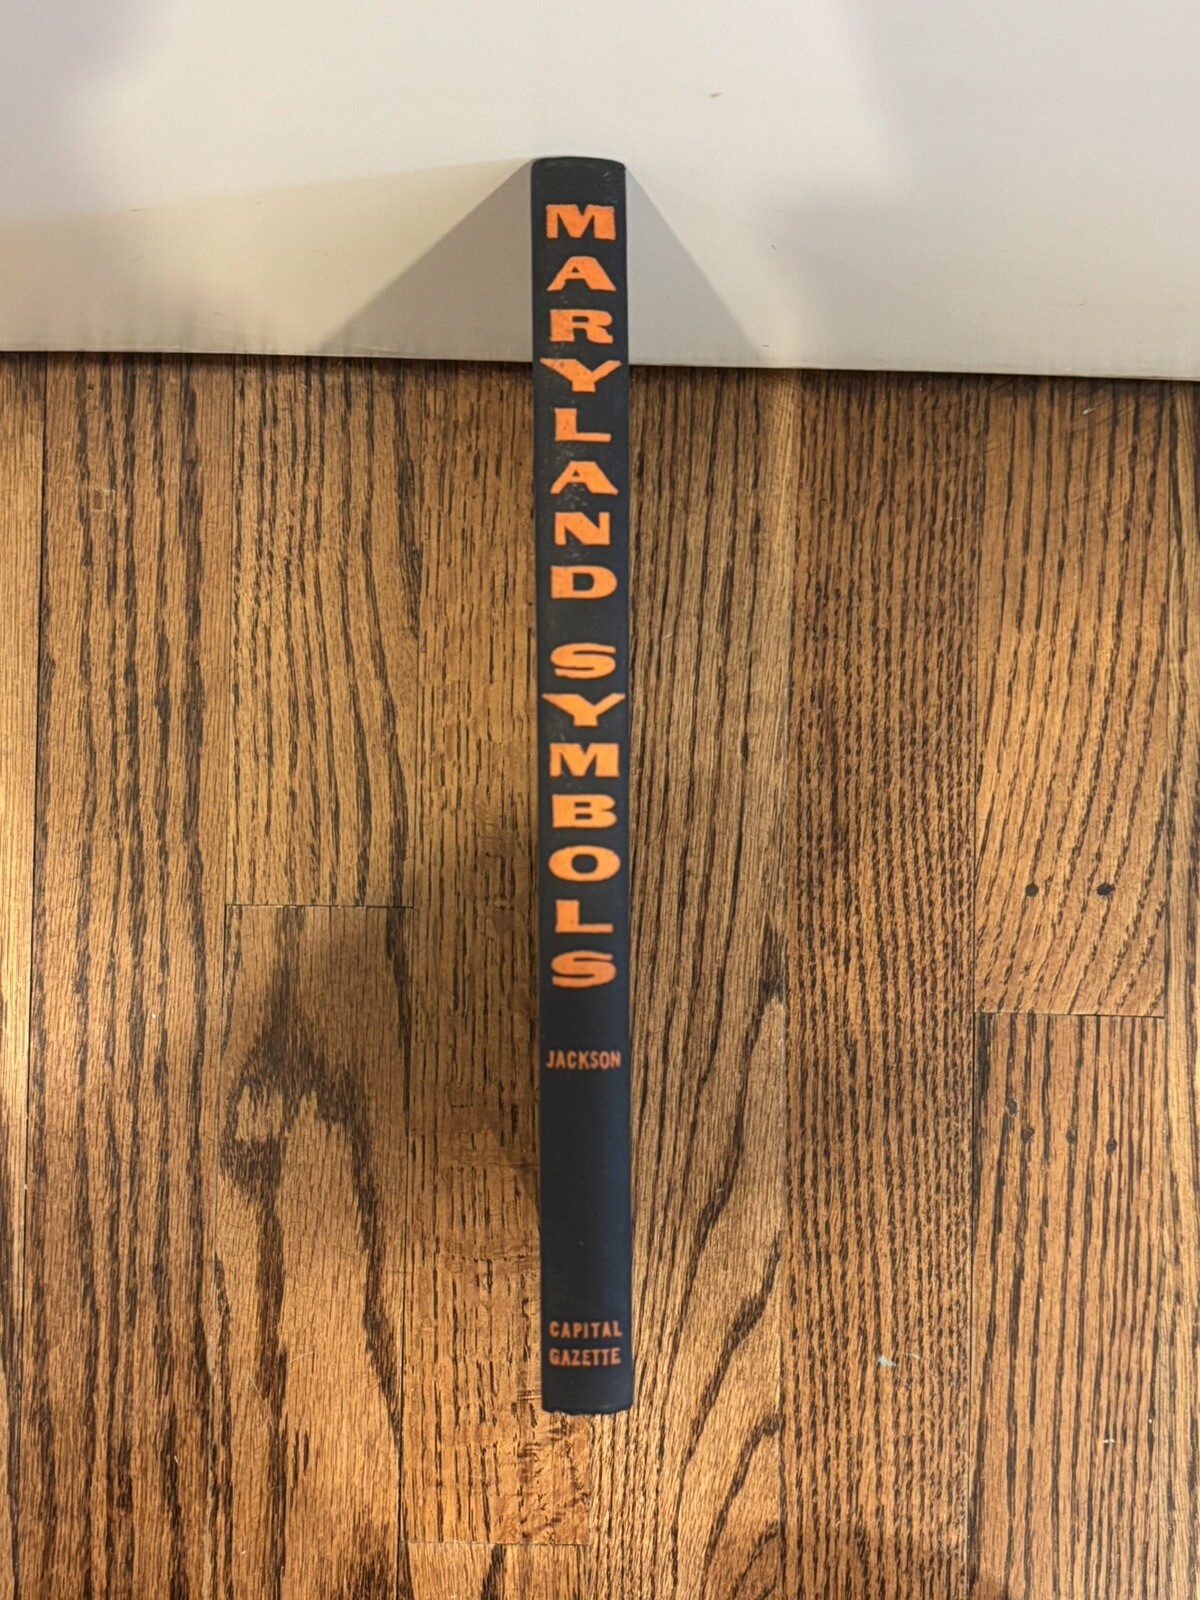 MARYLAND SYMBOLS
JACKSON
CAPITAL
GAZETTE